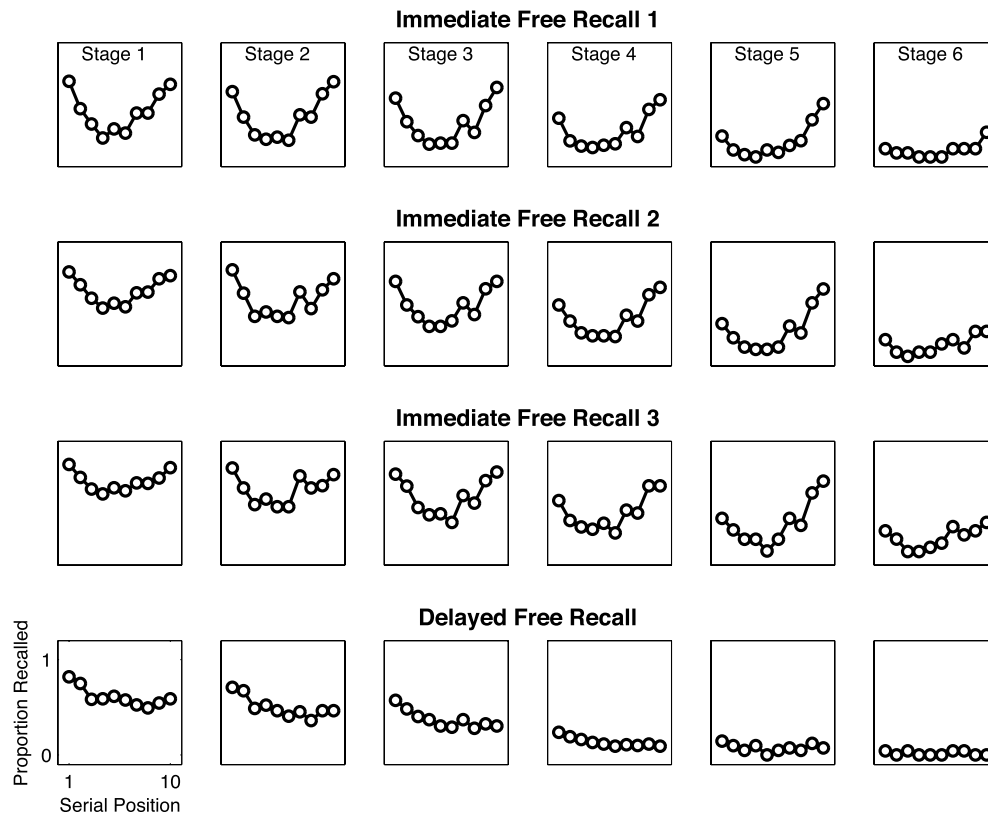 Immediate Free Recall 1
Stage 1 Stage 2 Stage 3 Stage 4 Stage 5 Stage 6
Immediate Free Recall 2
Immediate Free Recall 3
Delayed Free Recall
Proportion Recalled
1
0
1 10
Serial Position